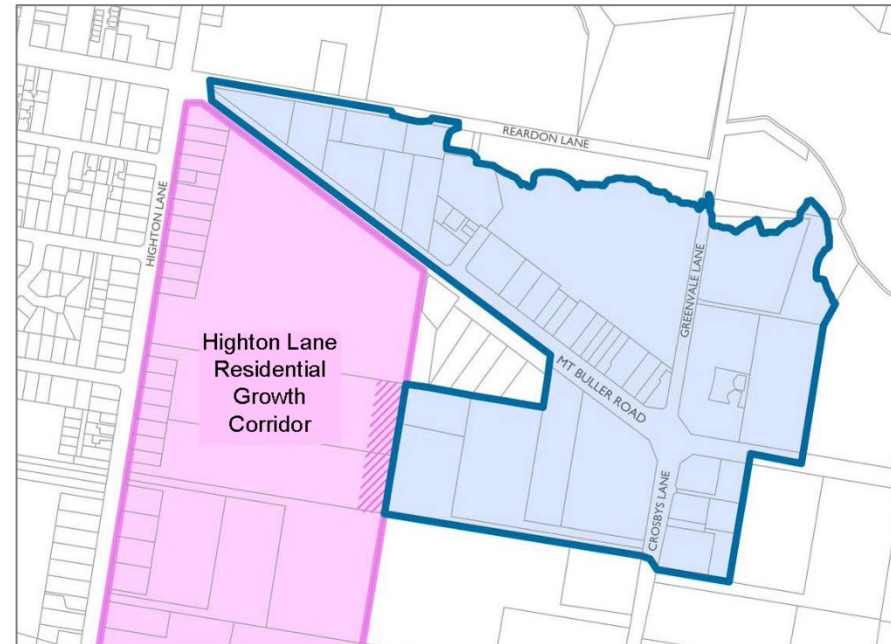 REARDON LANE
HIGHTON LANE
GREENVALE LANE
Highton Lane
Residential
Growth
Corridor
MT BULLER ROAD
CROSBYS LANE